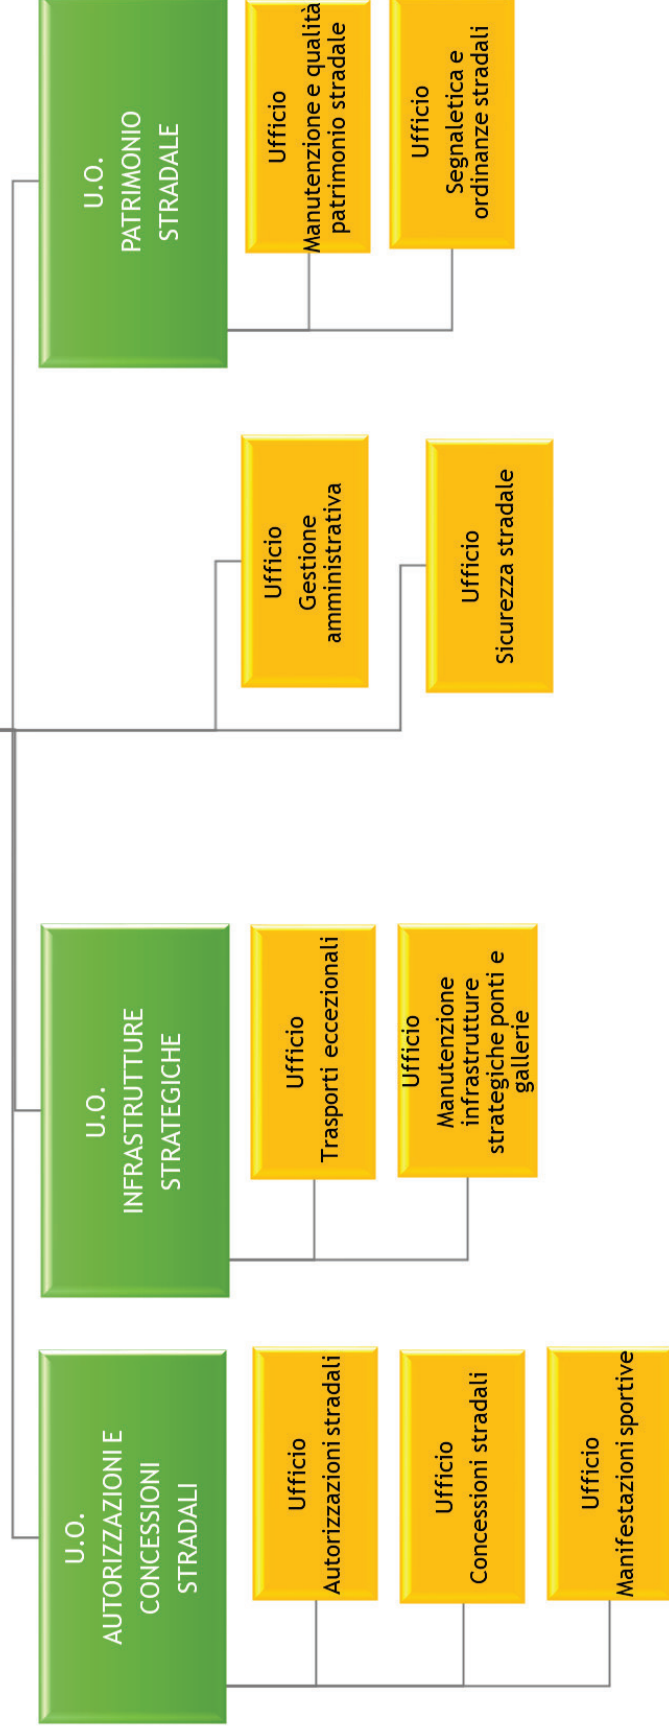 U.O.
AUTORIZZAZIONI E
CONCESSIONI
STRADALI
Ufficio
Autorizzazioni stradali
Ufficio
Concessioni stradali
Ufficio
Manifestazioni sportive
U.O.
INFRASTRUTTURE
STRATEGICHE
Ufficio
Trasporti eccezionali
Ufficio
Manutenzione
infrastrutture
strategiche ponti e
gallerie
Ufficio
Gestione
amministrativa
Ufficio
Sicurezza stradale
U.O.
PATRIMONIO
STRADALE
Ufficio
Manutenzione e qualità
patrimonio stradale
Ufficio
Segnaletica e
ordinanze stradali